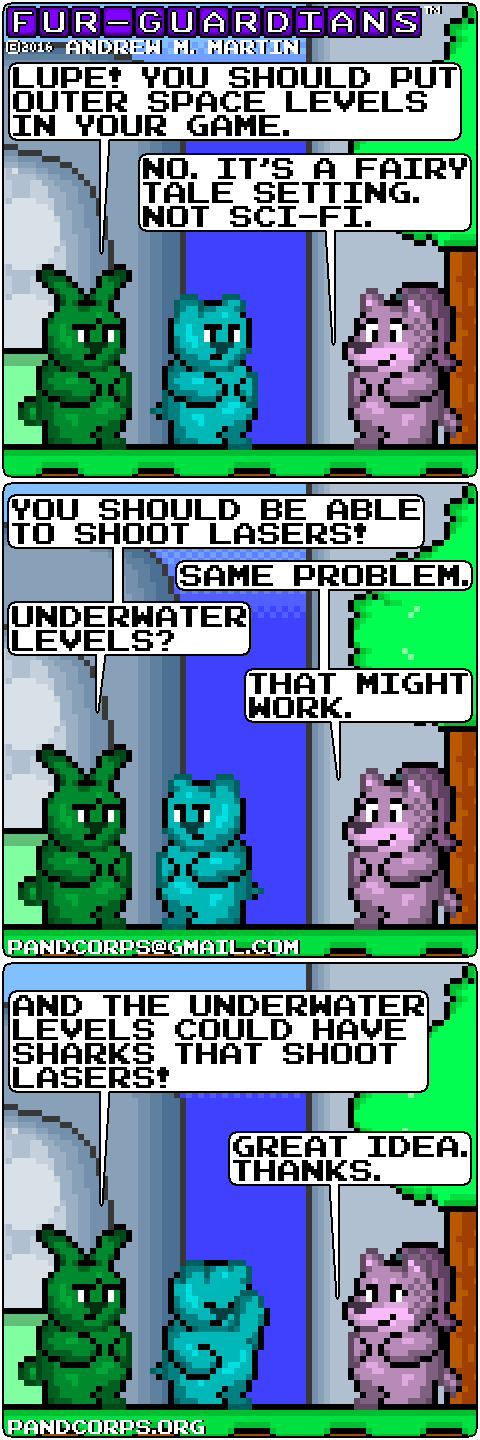 FUR-GUARDIANS™
©2016 ANDREW M. MARTIN
LUPE! YOU SHOULD PUT
OUTER SPACE LEVELS
IN YOUR GAME.
NO. IT'S A FAIRY
TALE SETTING.
NOT SCI-FI.
YOU SHOULD BE ABLE
TO SHOOT LASERS!
SAME PROBLEM.
UNDERWATER
LEVELS?
THAT MIGHT
WORK.
PANDCORPS@GMAIL.COM
AND THE UNDERWATER
LEVELS COULD HAVE
SHARKS THAT SHOOT
LASERS!
GREAT IDEA.
THANKS.
PANDCORPS.ORG